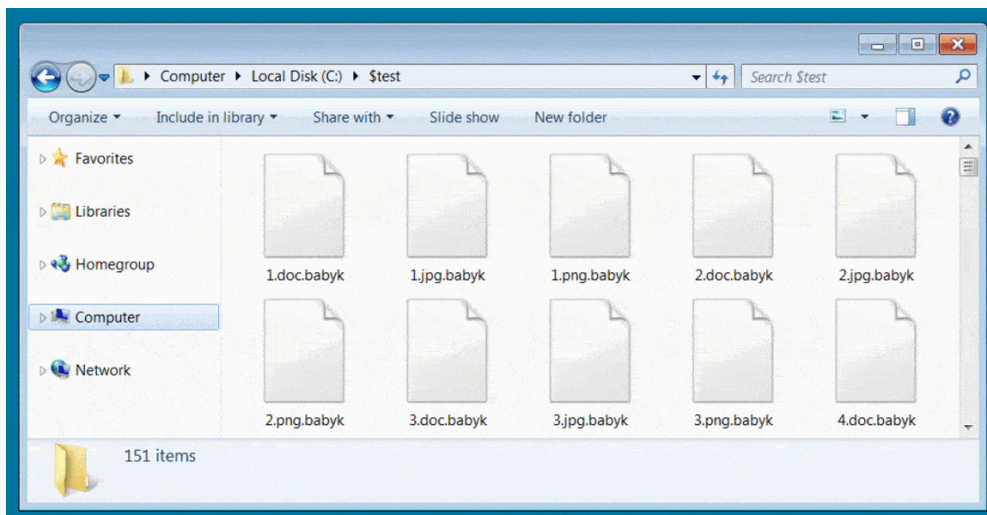 Computer Local Disk (C:) $test Search $test
Organize Include in library Share with Slide show New folder
Favorites
Libraries
Homegroup
Computer
Network
1.doc.babyk 1.jpg.babyk 1.png.babyk 2.doc.babyk 2.jpg.babyk
2.png.babyk 3.doc.babyk 3.jpg.babyk 3.png.babyk 4.doc.babyk
151 items